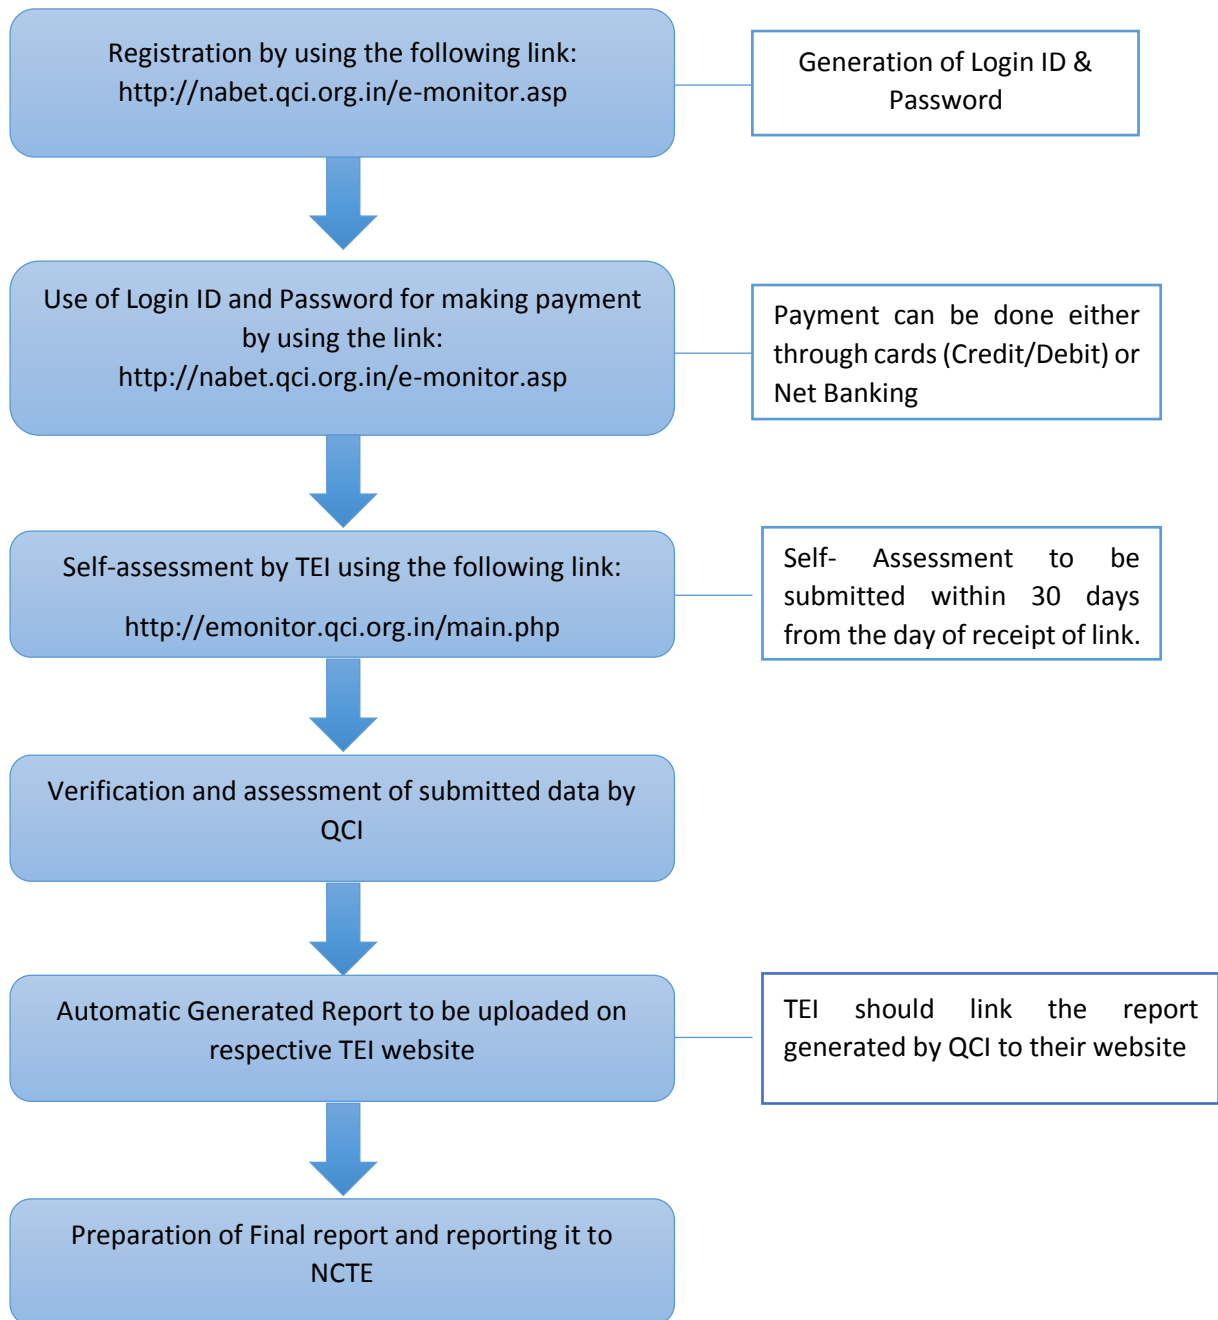 Registration by using the following link:
http://nabet.qci.org.in/e-monitor.asp
Generation of Login ID &
Password
Use of Login ID and Password for making payment
by using the link:
http://nabet.qci.org.in/e-monitor.asp
Payment can be done either
through cards (Credit/Debit) or
Net Banking
Self-assessment by TEI using the following link:
http://emonitor.qci.org.in/main.php
Self- Assessment to be
submitted within 30 days
from the day of receipt of link.
Verification and assessment of submitted data by
QCI
Automatic Generated Report to be uploaded on
respective TEI website
TEI should link the report
generated by QCI to their website
Preparation of Final report and reporting it to
NCTE